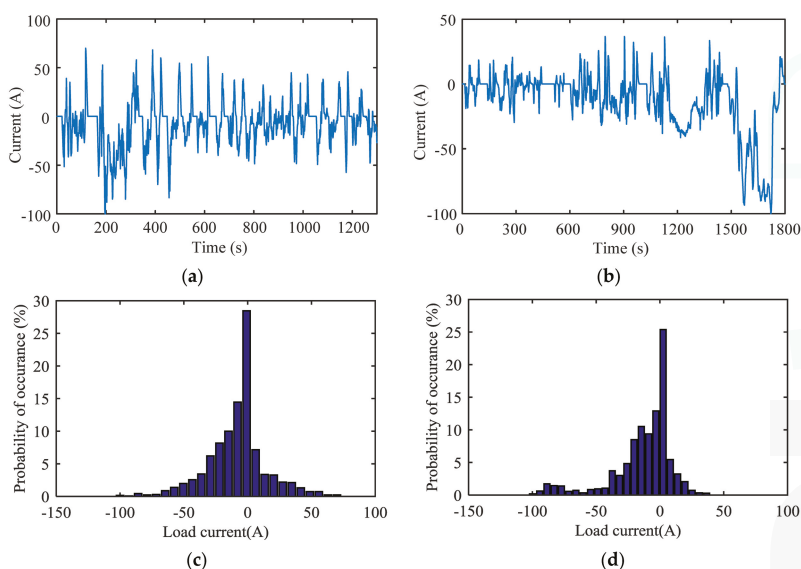 100
50
0
-50
-100
Current (A)
0 200 400 600 800 1000 1200
Time (s)
(a)
50
0
-50
-100
Current (A)
0 300 600 900 1200 1500 1800
Time (s)
(b)
30
25
20
15
10
5
0
Probability of occurance (%)
-150 -100 -50 0 50 100
Load current(A)
(c)
30
25
20
15
10
5
0
Probability of occurance (%)
-150 -100 -50 0 50 100
Load current(A)
(d)